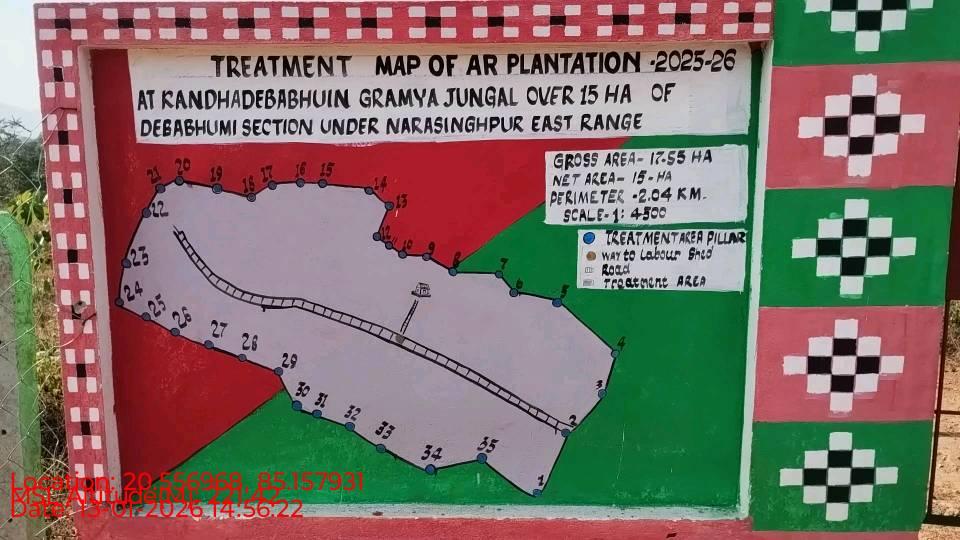 TREATMENT MAP OF AR PLANTATION -2025-26
AT KANDHADEBABHUIN GRAMYA JUNGAL OVER 15 HA OF
DEBABHUMI SECTION UNDER NARASINGHPUR EAST RANGE
GROSS AREA- 17.55 HA
NET AREA- 15-HA
PERIMETER -2.04 KM.
SCALE-1: 4500
TREATMENT AREA PILLAR
WAY to Labour Shed
Road
Treatment AREA
21 20 19 18 17 16 15 14
13
22
12
10 9 8 7
23
6 5
24 25 26 27 28 29
4
3
30 31 32 33 34 35
2
1
Location: 20.556968, 85.157931
Date: 13-01-2026 14:56:22